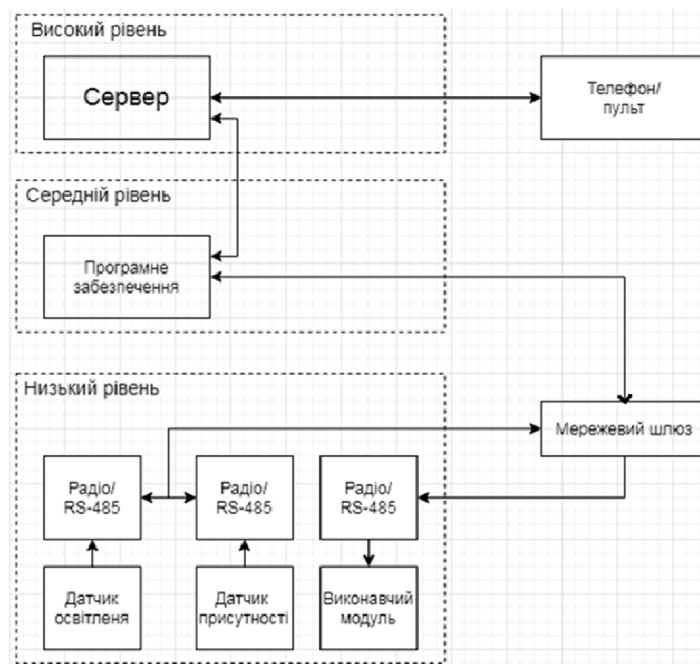 Високий рівень
Сервер
Телефон/
пульт
Середній рівень
Програмне
забезпечення
Низький рівень
Мережевий шлюз
Радіо/
RS-485
Радіо/
RS-485
Радіо/
RS-485
Датчик
освітленя
Датчик
присутності
Виконавчий
модуль